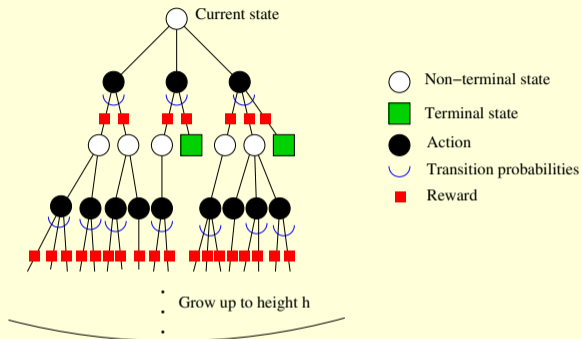 Current state
Non−terminal state
Terminal state
Action
Transition probabilities
Reward
Grow up to height h